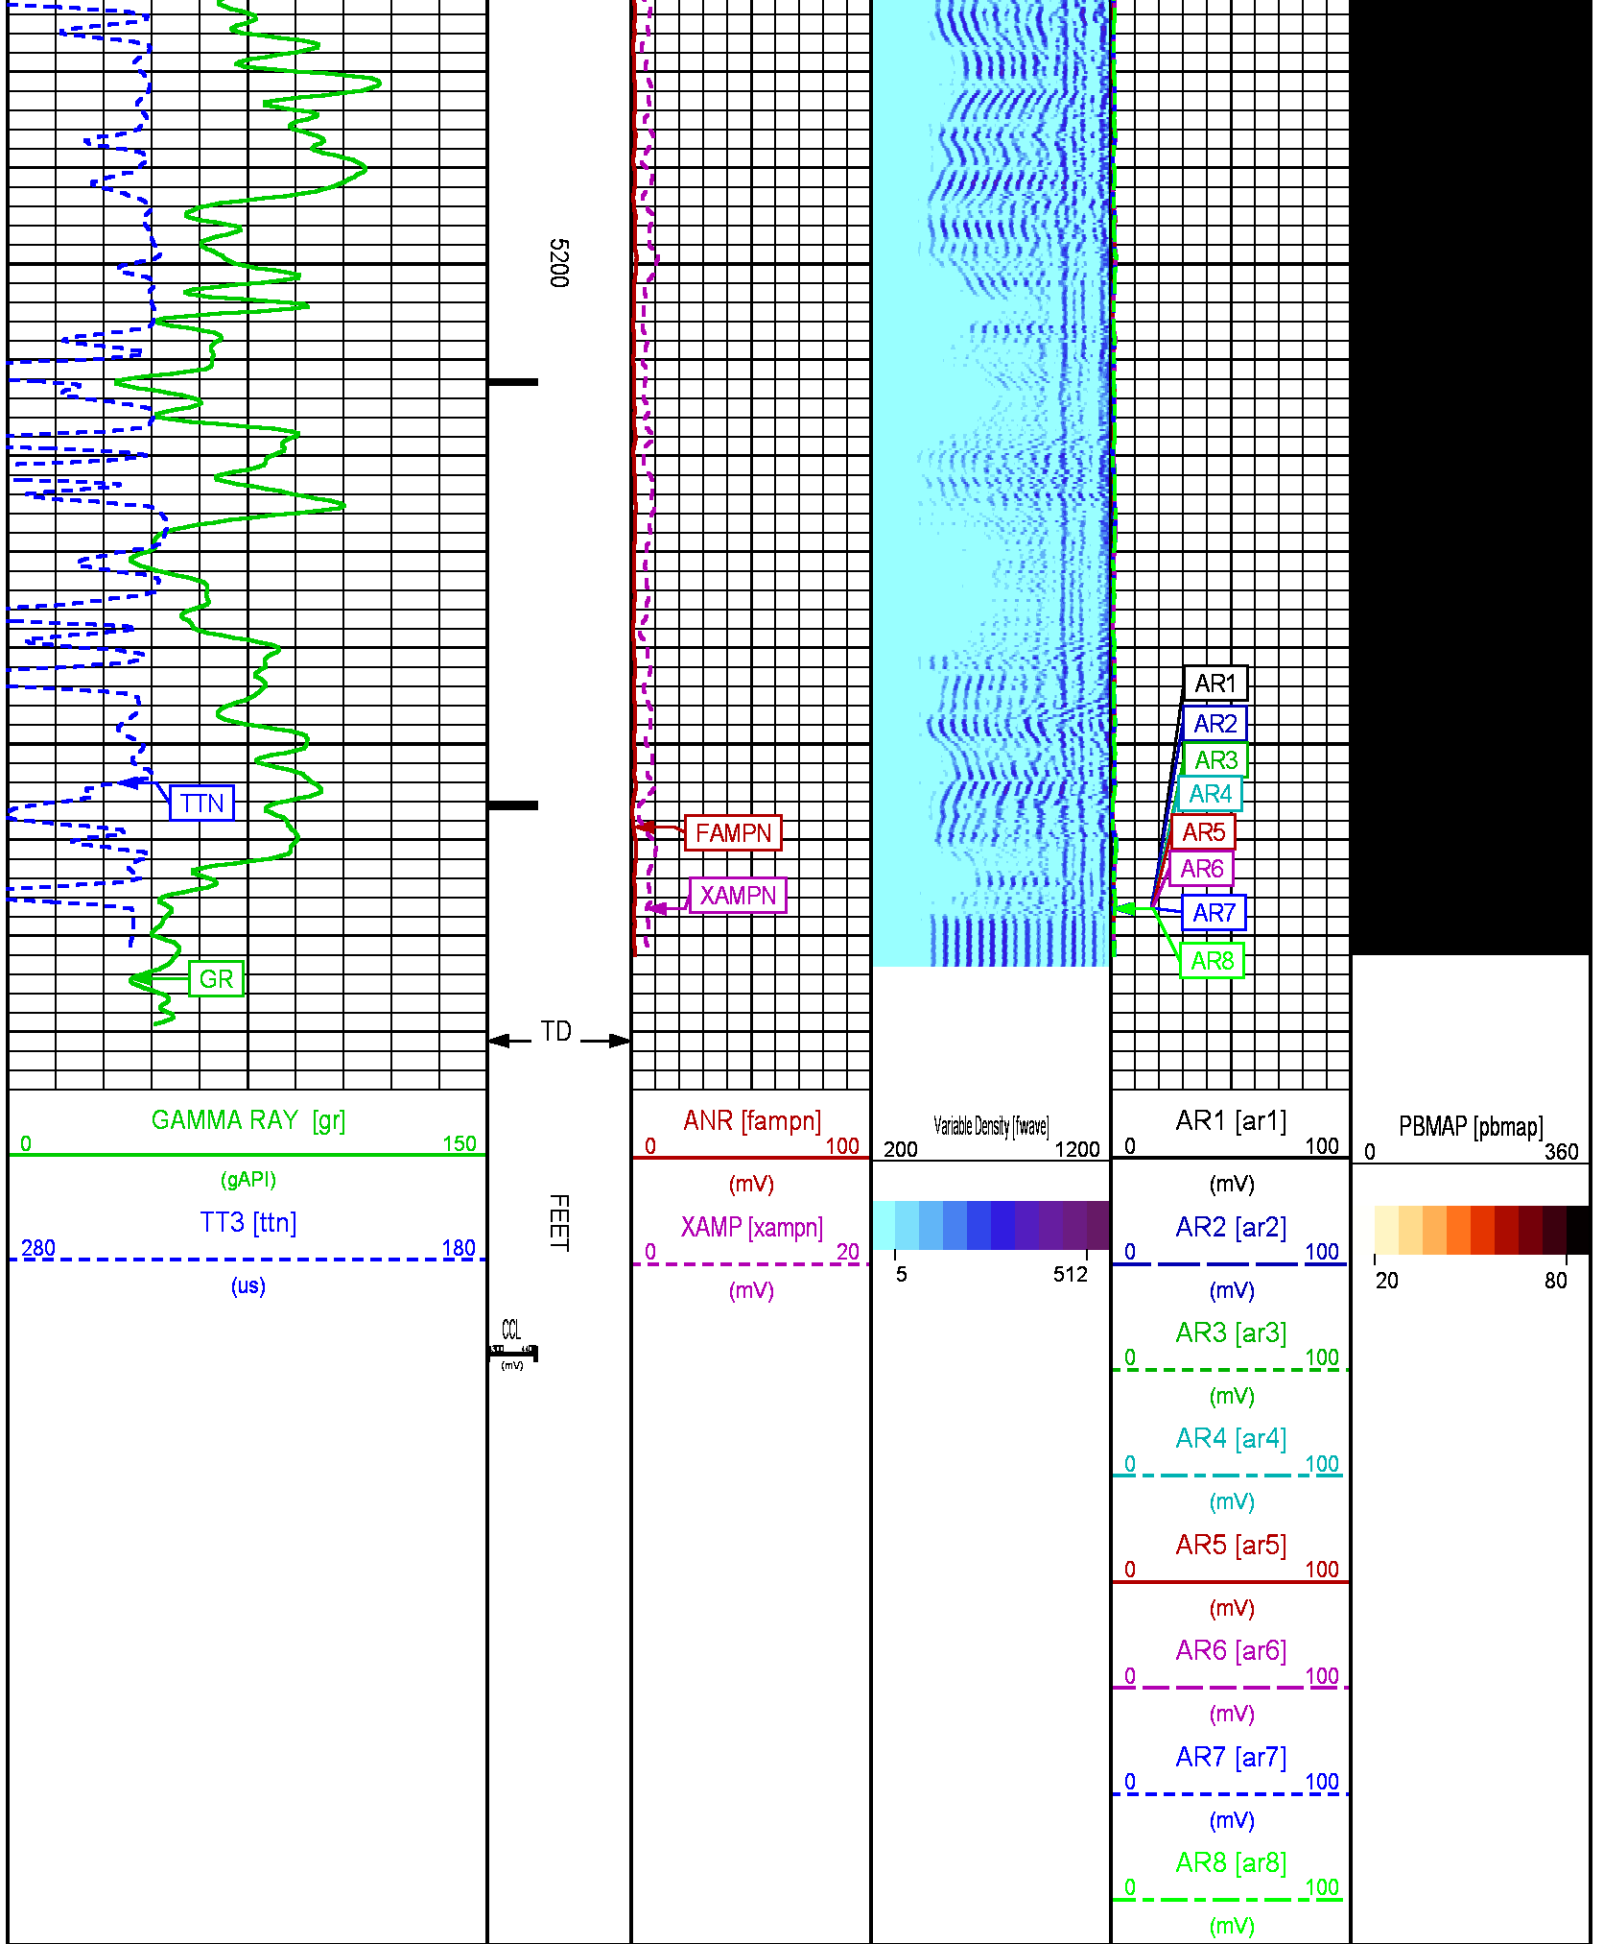 5200
AR1
AR2
AR3
AR4
AR5
AR6
AR7
AR8
TTN
FAMPN
XAMPN
GR
TD
GAMMA RAY [gr]
0 150
(gAPI)
TT3 [ttn]
280 180
(us)
FEET
CCL
(mV)
ANR [fampn]
0 100
(mV)
XAMP [xampn]
0 20
(mV)
Variable Density [fwave]
200 1200
5 512
AR1 [ar1]
0 100
(mV)
AR2 [ar2]
0 100
(mV)
AR3 [ar3]
0 100
(mV)
AR4 [ar4]
0 100
(mV)
AR5 [ar5]
0 100
(mV)
AR6 [ar6]
0 100
(mV)
AR7 [ar7]
0 100
(mV)
AR8 [ar8]
0 100
(mV)
PBMAP [pbmap]
0 360
20 80